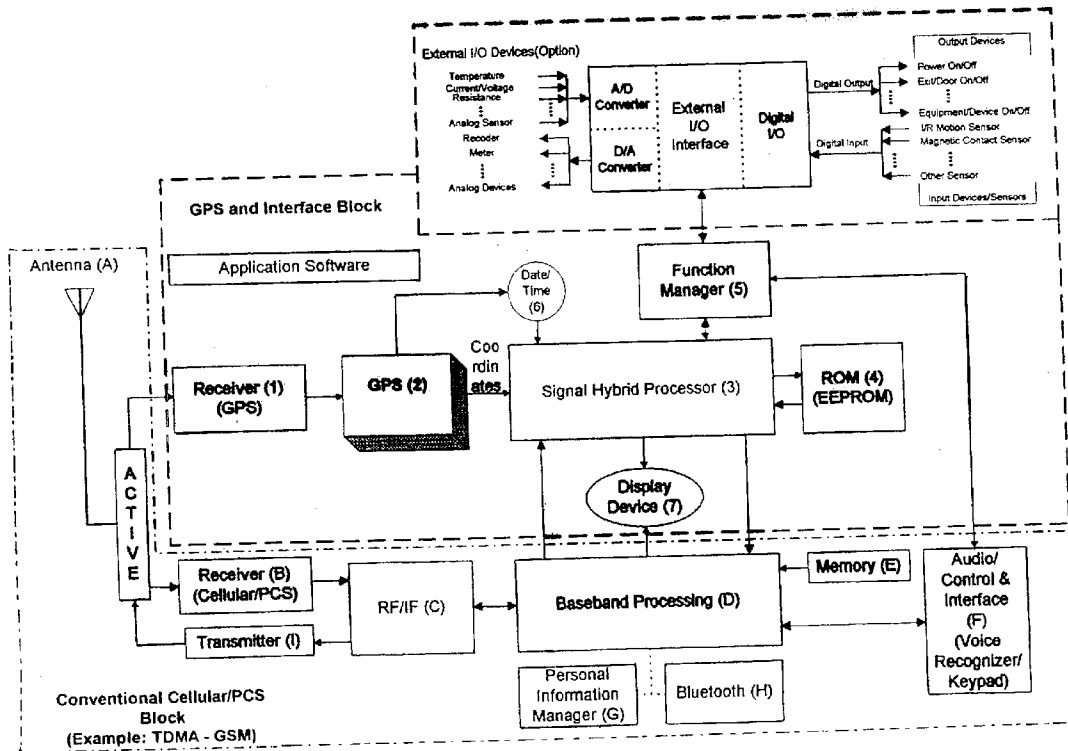 External I/O Devices(Option)
Temperature
Current/Voltage
Resistance
Analog Sensor
Recoder
Meter
Analog Devices
A/D
Converter
D/A
Converter
External
I/O
Interface
Digital
I/O
Digital Output
Digital Input
Output Devices
Power On/Off
Exit/Door On/Off
Equipment/Device On/Off
I/R Motion Sensor
Magnetic Contact Sensor
Other Sensor
Input Devices/Sensors
GPS and Interface Block
Application Software
Antenna (A)
Date/
Time
(6)
Function
Manager (5)
Receiver (1)
(GPS)
GPS (2)
Coo
rdin
ates
Signal Hybrid Processor (3)
ROM (4)
(EEPROM)
Display
Device (7)
A
C
T
I
V
E
Receiver (B)
(Cellular/PCS)
Transmitter (I)
RF/IF (C)
Baseband Processing (D)
Memory (E)
Audio/
Control &
Interface
(F)
(Voice
Recognizer/
Keypad)
Personal
Information
Manager (G)
Bluetooth (H)
Conventional Cellular/PCS
Block
(Example: TDMA - GSM)